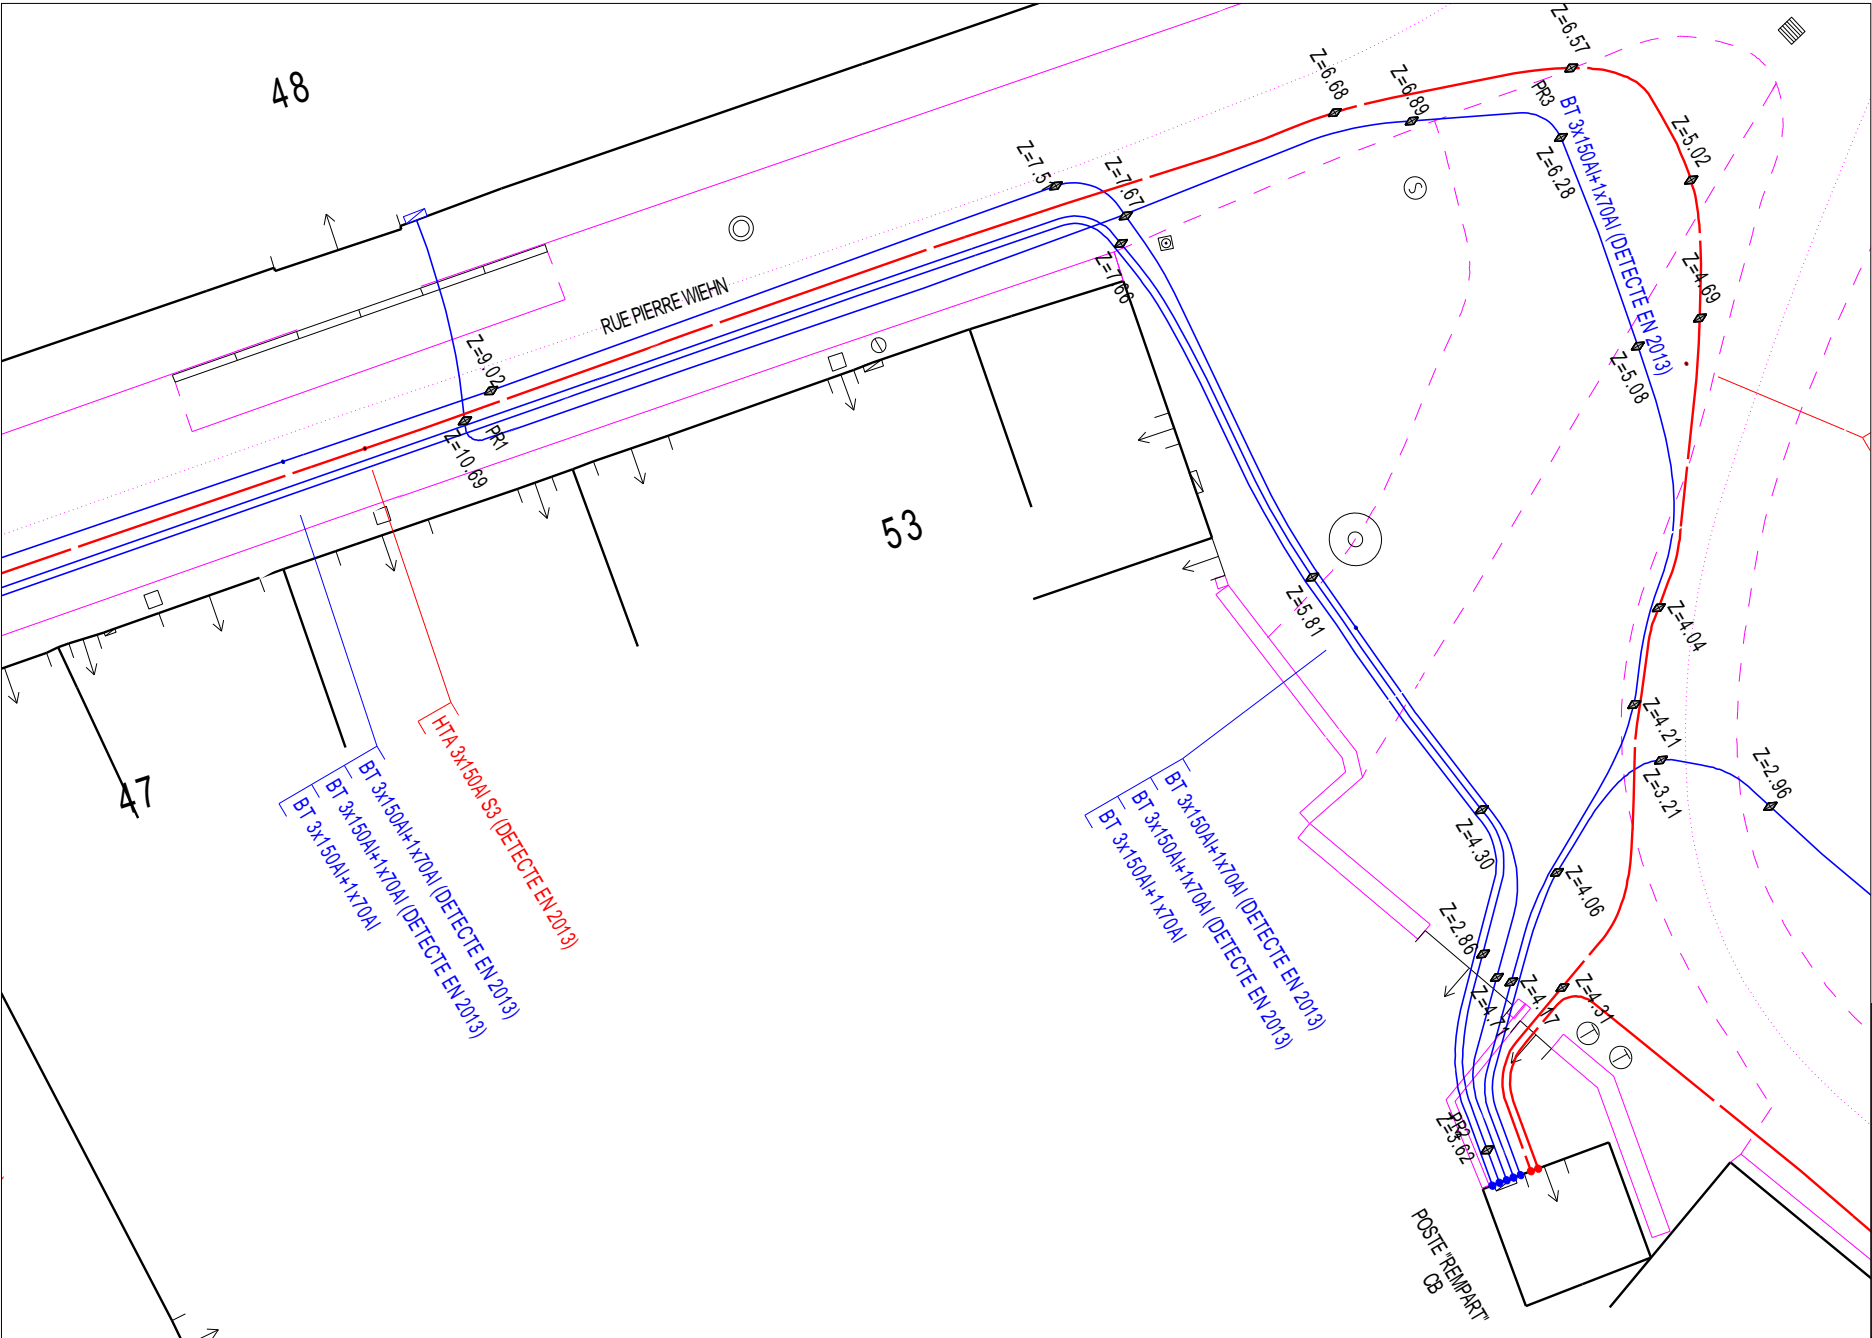 48
Z=6.57
Z=6.68
Z=6.89
PR3
BT 3x150Al+1x70Al (DETECTE EN 2013)
Z=6.28
Z=5.02
Z=7.5
Z=7.67
Z=7.66
Z=4.69
Z=5.08
RUE PIERRE WIEHN
Z=9.02
PR1
Z=10.69
53
S
Z=5.81
Z=4.04
Z=4.21
Z=3.21
Z=2.96
47
HTA 3x150Al S3 (DETECTE EN 2013)
BT 3x150Al+1x70Al (DETECTE EN 2013)
BT 3x150Al+1x70Al (DETECTE EN 2013)
BT 3x150Al+1x70Al
BT 3x150Al+1x70Al (DETECTE EN 2013)
BT 3x150Al+1x70Al (DETECTE EN 2013)
BT 3x150Al+1x70Al
Z=4.30
Z=4.06
Z=2.86
Z=4.71
Z=4.17
Z=4.31
T
T
PR2
Z=3.62
POSTE "REMPART"
CB